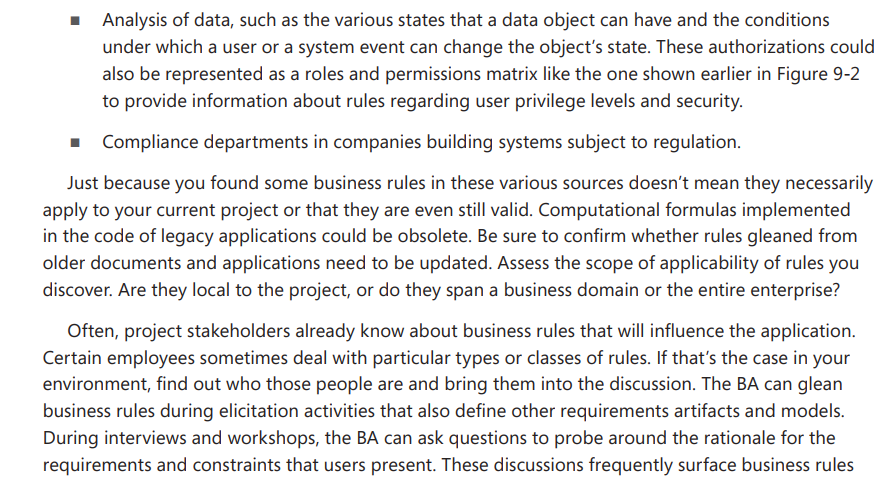 ■ Analysis of data, such as the various states that a data object can have and the conditions
under which a user or a system event can change the object’s state. These authorizations could
also be represented as a roles and permissions matrix like the one shown earlier in Figure 9-2
to provide information about rules regarding user privilege levels and security.
■ Compliance departments in companies building systems subject to regulation.
Just because you found some business rules in these various sources doesn’t mean they necessarily
apply to your current project or that they are even still valid. Computational formulas implemented
in the code of legacy applications could be obsolete. Be sure to confirm whether rules gleaned from
older documents and applications need to be updated. Assess the scope of applicability of rules you
discover. Are they local to the project, or do they span a business domain or the entire enterprise?
Often, project stakeholders already know about business rules that will influence the application.
Certain employees sometimes deal with particular types or classes of rules. If that’s the case in your
environment, find out who those people are and bring them into the discussion. The BA can glean
business rules during elicitation activities that also define other requirements artifacts and models.
During interviews and workshops, the BA can ask questions to probe around the rationale for the
requirements and constraints that users present. These discussions frequently surface business rules